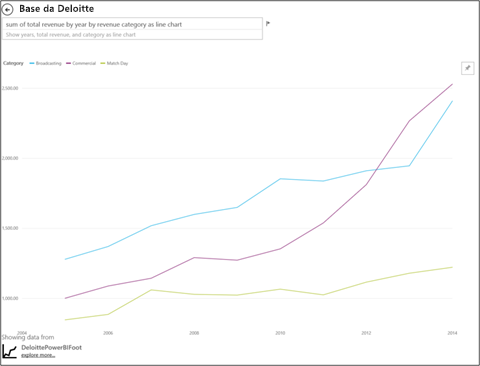 Base da Deloitte
sum of total revenue by year by revenue category as line chart
Show years, total revenue, and category as line chart
Category Broadcasting Commercial Match Day
2,500.00
2,000.00
1,500.00
1,000.00
2004 2006 2008 2010 2012 2014
Showing data from
DeloittePowerBIFoot
explore more...